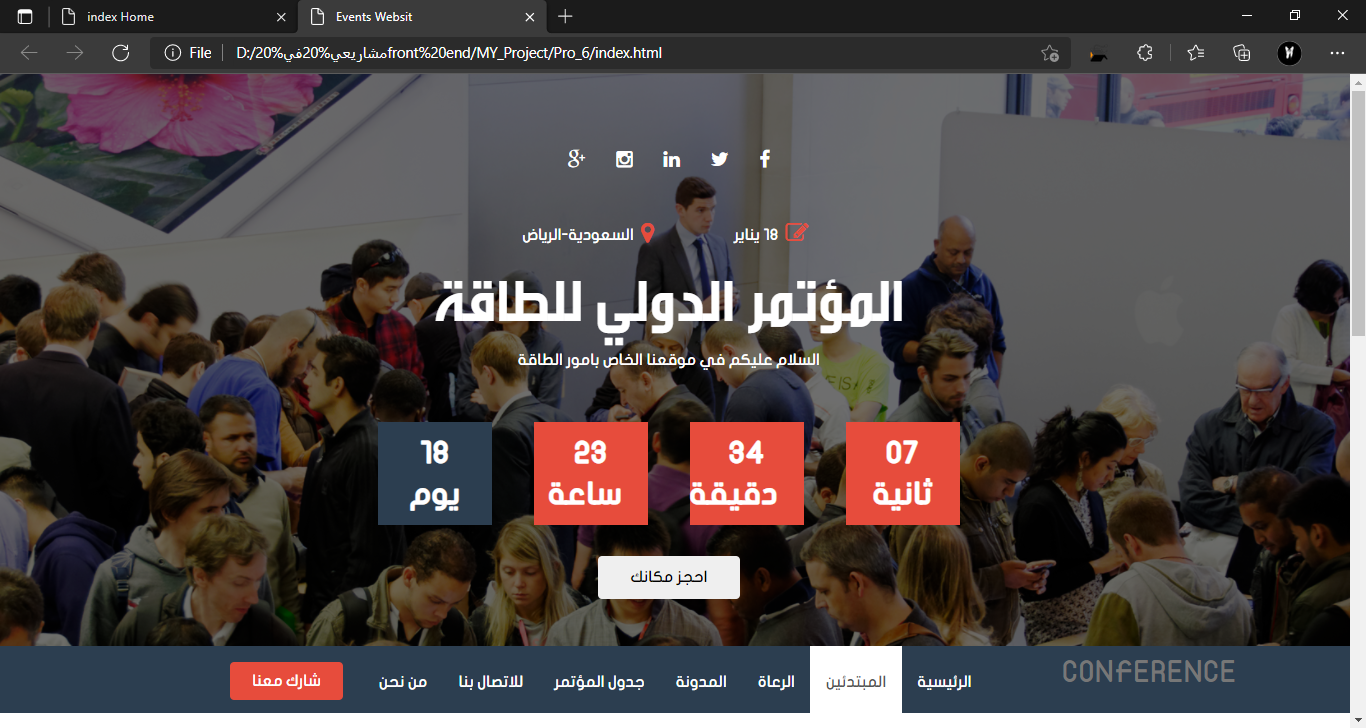 index Home
Events Websit
File
D:/مشاريعي%20في%20front%20end/MY_Project/Pro_6/index.html
18 يناير
السعودية-الرياض
المؤتمر الدولي للطاقة
السلام عليكم في موقعنا الخاص بامور الطاقة
07
ثانية
34
دقيقة
23
ساعة
18
يوم
احجز مكانك
CONFERENCE
الرئيسية
المبتدئين
الرعاة
المدونة
جدول المؤتمر
للاتصال بنا
من نحن
شارك معنا